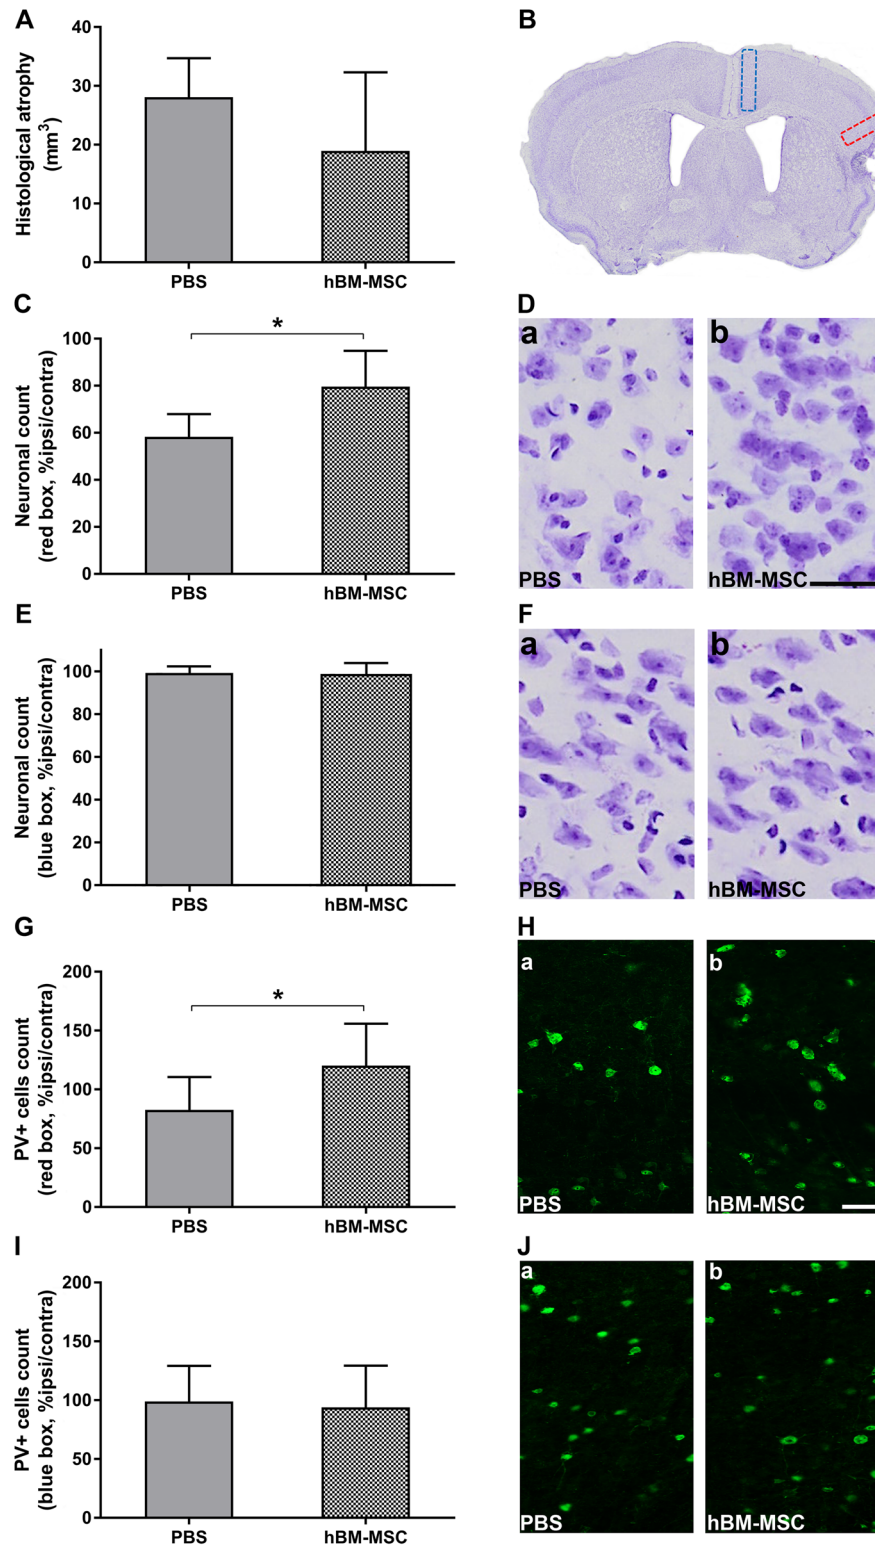 A
Histological atrophy
(mm³)
40
30
20
10
0
PBS
hBM-MSC
B
C
*
Neuronal count
(red box, %ipsi/contra)
100
80
60
40
20
0
PBS
hBM-MSC
D
a
b
PBS
hBM-MSC
E
Neuronal count
(blue box, %ipsi/contra)
100
80
60
40
20
0
PBS
hBM-MSC
F
a
b
PBS
hBM-MSC
G
*
PV+ cells count
(red box, %ipsi/contra)
200
150
100
50
0
PBS
hBM-MSC
H
a
b
PBS
hBM-MSC
I
PV+ cells count
(blue box, %ipsi/contra)
200
150
100
50
0
PBS
hBM-MSC
J
a
b
PBS
hBM-MSC